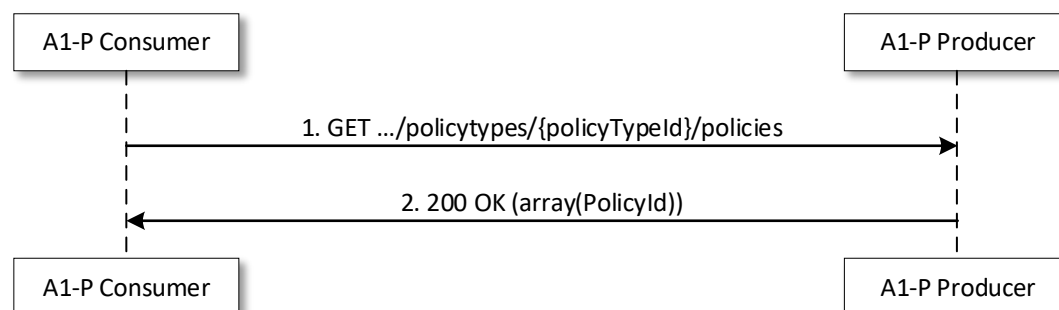 A1-P Consumer
A1-P Producer
1. GET .../policytypes/{policyTypeId}/policies
2. 200 OK (array(PolicyId))
A1-P Consumer
A1-P Producer